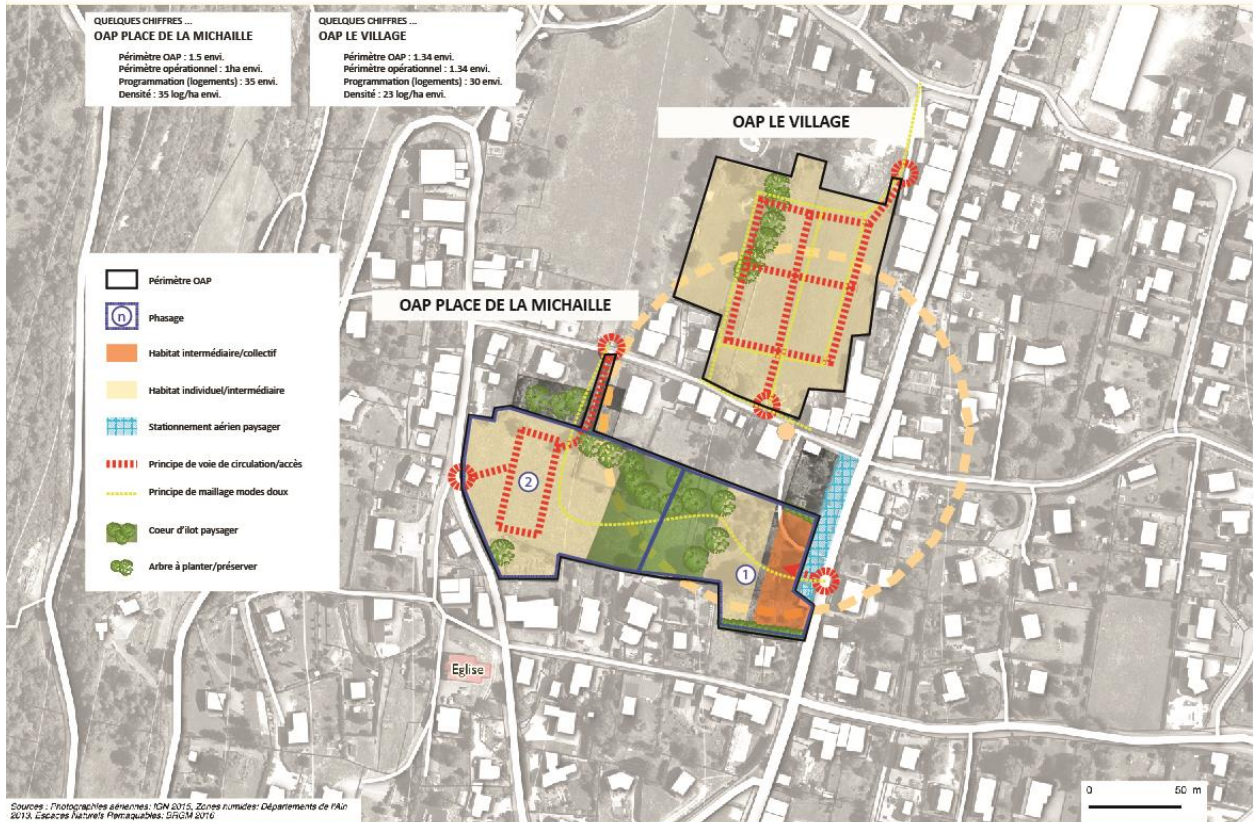 QUELQUES CHIFFRES ...
OAP PLACE DE LA MICHAILLE
Périmètre OAP : 1.5 envi.
Périmètre opérationnel : 1ha envi.
Programmation (logements) : 35 envi.
Densité : 35 log/ha envi.
QUELQUES CHIFFRES ...
OAP LE VILLAGE
Périmètre OAP : 1.34 envi.
Périmètre opérationnel : 1.34 envi.
Programmation (logements) : 30 envi.
Densité : 23 log/ha envi.
OAP LE VILLAGE
OAP PLACE DE LA MICHAILLE
Périmètre OAP
n Phasage
Habitat intermédiaire/collectif
Habitat individuel/intermédiaire
Stationnement aérien paysager
Principe de voie de circulation/accès
Principe de maillage modes doux
Coeur d'ilot paysager
Arbre à planter/préserver
2
1
Eglise
0 50 m
Sources : Photographies aériennes: IGN 2015, Zones humides: Départements de l'Ain
2013, Espaces Naturels Remarquables: BRGM 2016